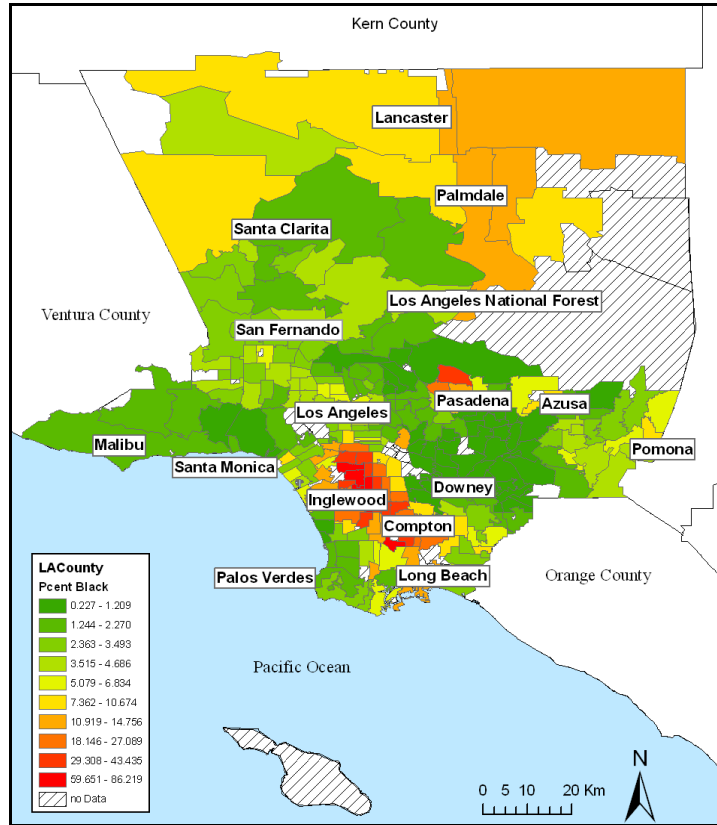 Kern County
Lancaster
Palmdale
Santa Clarita
Los Angeles National Forest
Ventura County
San Fernando
Pasadena
Azusa
Los Angeles
Malibu
Pomona
Santa Monica
Downey
Inglewood
Compton
Palos Verdes
Long Beach
Orange County
Pacific Ocean
LACounty
Pcent Black
0.227 - 1.209
1.244 - 2.270
2.363 - 3.493
3.515 - 4.686
5.079 - 6.834
7.362 - 10.674
10.919 - 14.756
18.146 - 27.089
29.308 - 43.435
59.651 - 86.219
no Data
N
0 5 10 20 Km